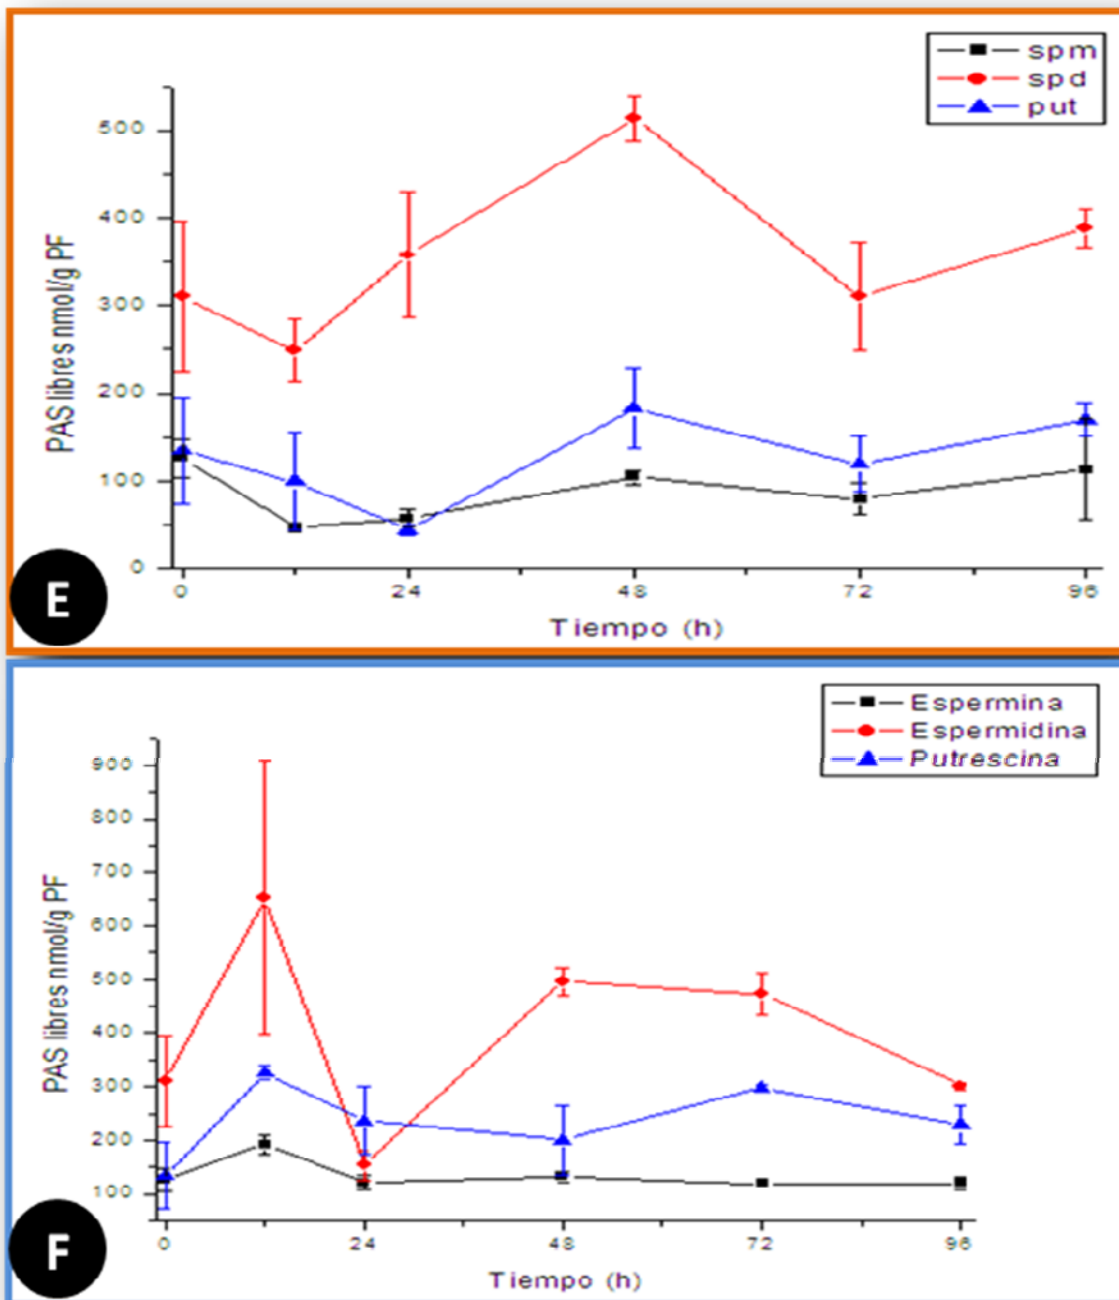 spm
spd
put
500
400
300
200
100
0
PAS libres nmol/g PF
0 24 48 72 96
Tiempo (h)
E
Espermina
Espermidina
Putrescina
900
800
700
600
500
400
300
200
100
PAS libres nmol/g PF
0 24 48 72 96
Tiempo (h)
F